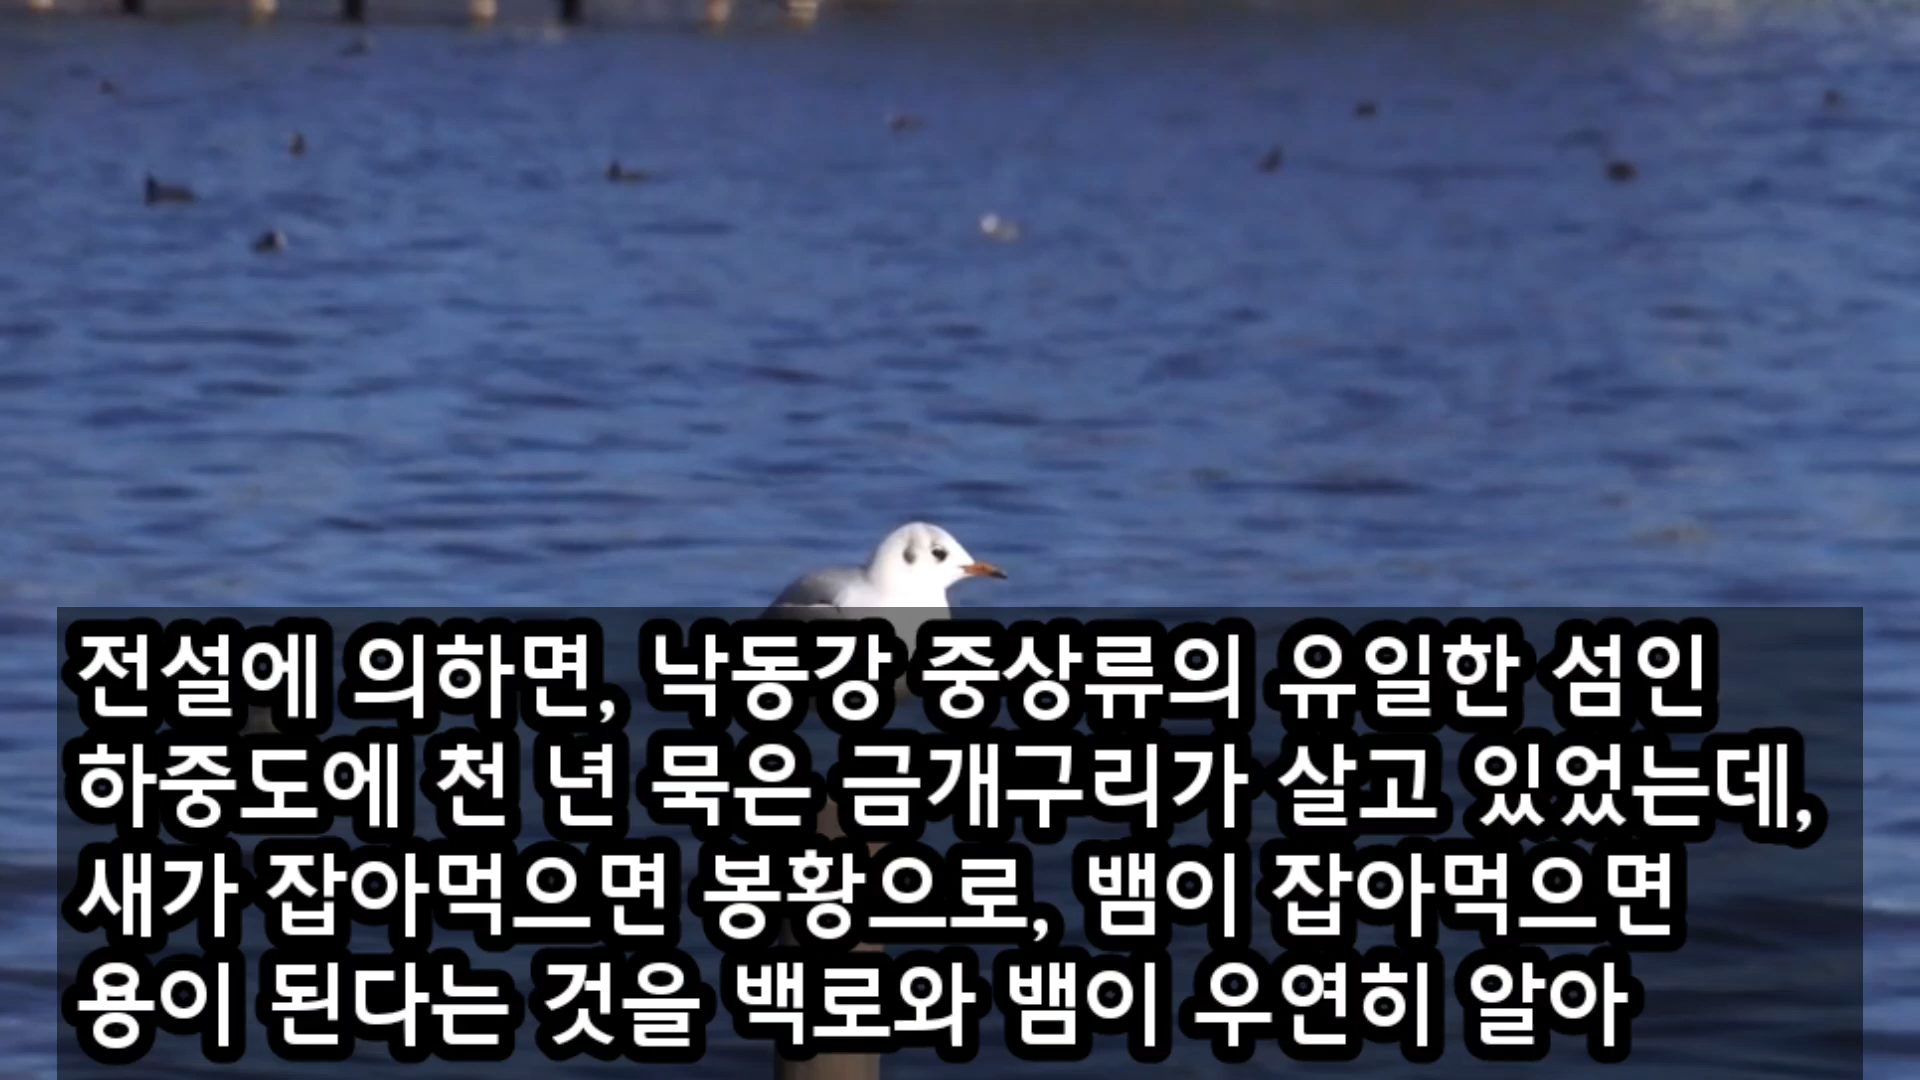 전설에 의하면, 낙동강 중상류의 유일한 섬인
하중도에 천 년 묵은 금개구리가 살고 있었는데,
새가 잡아먹으면 봉황으로, 뱀이 잡아먹으면
용이 된다는 것을 백로와 뱀이 우연히 알아